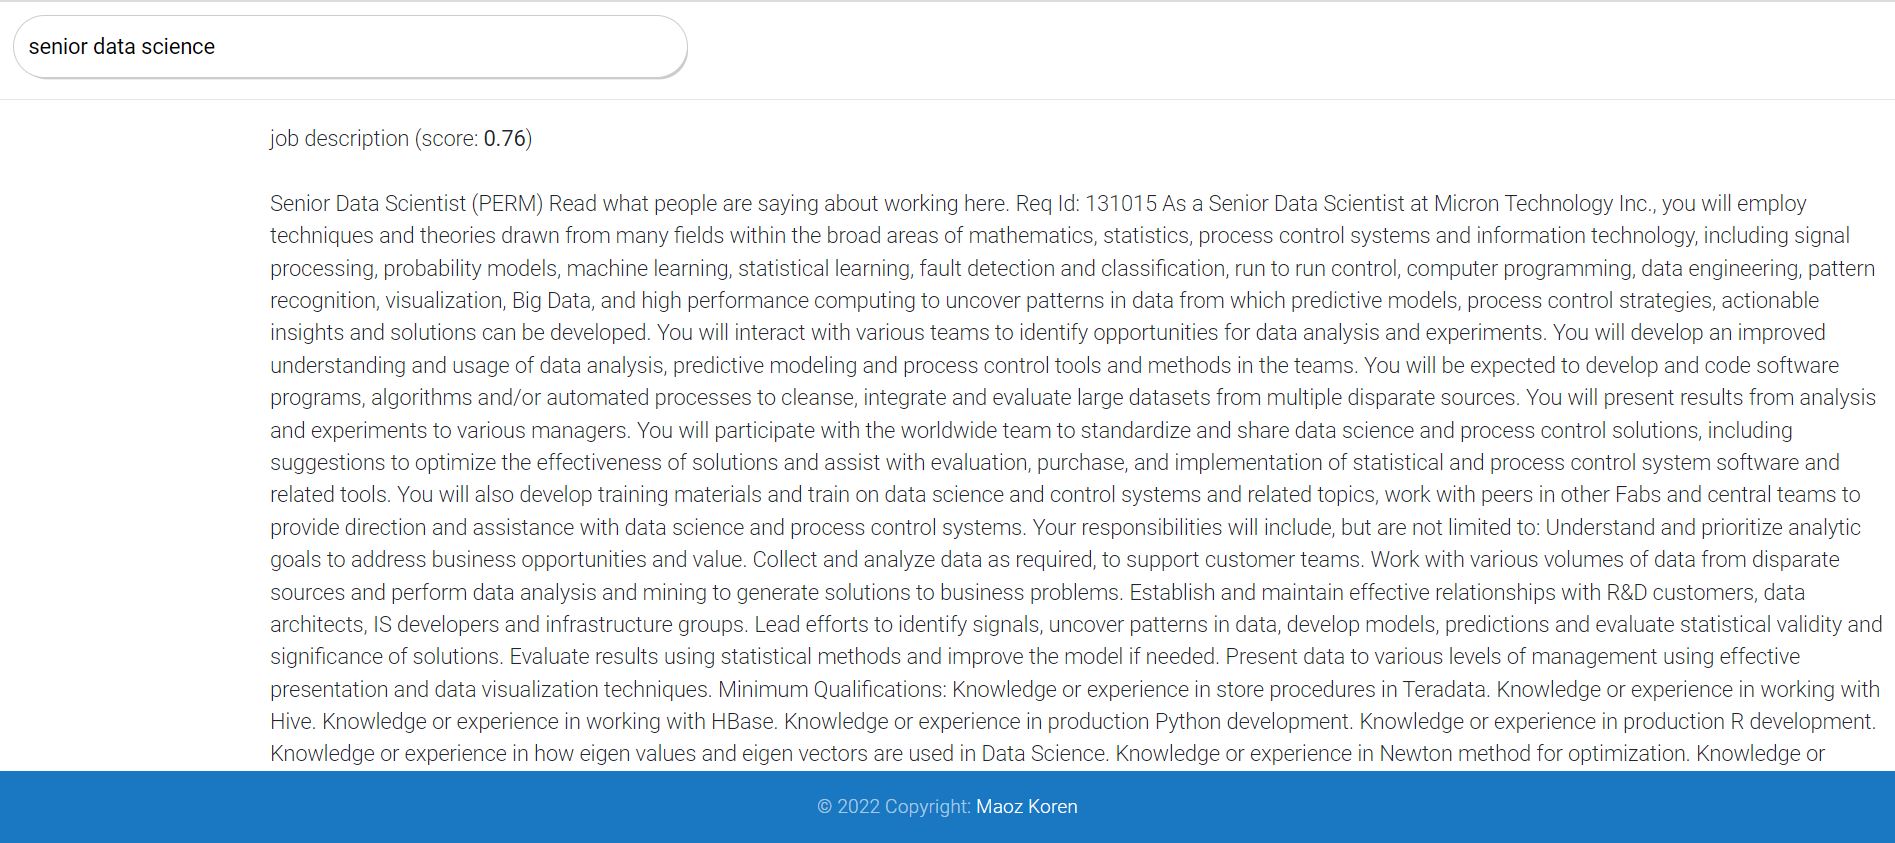 senior data science
job description (score: 0.76)
Senior Data Scientist (PERM) Read what people are saying about working here. Req Id: 131015 As a Senior Data Scientist at Micron Technology Inc., you will employ
techniques and theories drawn from many fields within the broad areas of mathematics, statistics, process control systems and information technology, including signal
processing, probability models, machine learning, statistical learning, fault detection and classification, run to run control, computer programming, data engineering, pattern
recognition, visualization, Big Data, and high performance computing to uncover patterns in data from which predictive models, process control strategies, actionable
insights and solutions can be developed. You will interact with various teams to identify opportunities for data analysis and experiments. You will develop an improved
understanding and usage of data analysis, predictive modeling and process control tools and methods in the teams. You will be expected to develop and code software
programs, algorithms and/or automated processes to cleanse, integrate and evaluate large datasets from multiple disparate sources. You will present results from analysis
and experiments to various managers. You will participate with the worldwide team to standardize and share data science and process control solutions, including
suggestions to optimize the effectiveness of solutions and assist with evaluation, purchase, and implementation of statistical and process control system software and
related tools. You will also develop training materials and train on data science and control systems and related topics, work with peers in other Fabs and central teams to
provide direction and assistance with data science and process control systems. Your responsibilities will include, but are not limited to: Understand and prioritize analytic
goals to address business opportunities and value. Collect and analyze data as required, to support customer teams. Work with various volumes of data from disparate
sources and perform data analysis and mining to generate solutions to business problems. Establish and maintain effective relationships with R&D customers, data
architects, IS developers and infrastructure groups. Lead efforts to identify signals, uncover patterns in data, develop models, predictions and evaluate statistical validity and
significance of solutions. Evaluate results using statistical methods and improve the model if needed. Present data to various levels of management using effective
presentation and data visualization techniques. Minimum Qualifications: Knowledge or experience in store procedures in Teradata. Knowledge or experience in working with
Hive. Knowledge or experience in working with HBase. Knowledge or experience in production Python development. Knowledge or experience in production R development.
Knowledge or experience in how eigen values and eigen vectors are used in Data Science. Knowledge or experience in Newton method for optimization. Knowledge or
© 2022 Copyright: Maoz Koren